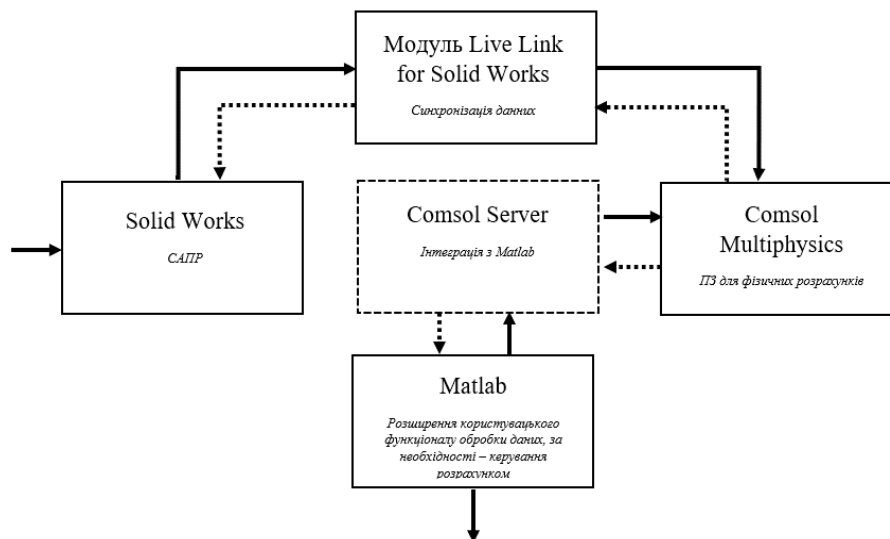 Модуль Live Link
for Solid Works
Синхронізація данних
Solid Works
САПР
Comsol Server
Інтеграція з Matlab
Comsol
Multiphysics
ПЗ для фізичних розрахунків
Matlab
Розширення користувацького
функціоналу обробки даних, за
необхідності – керування
розрахунком